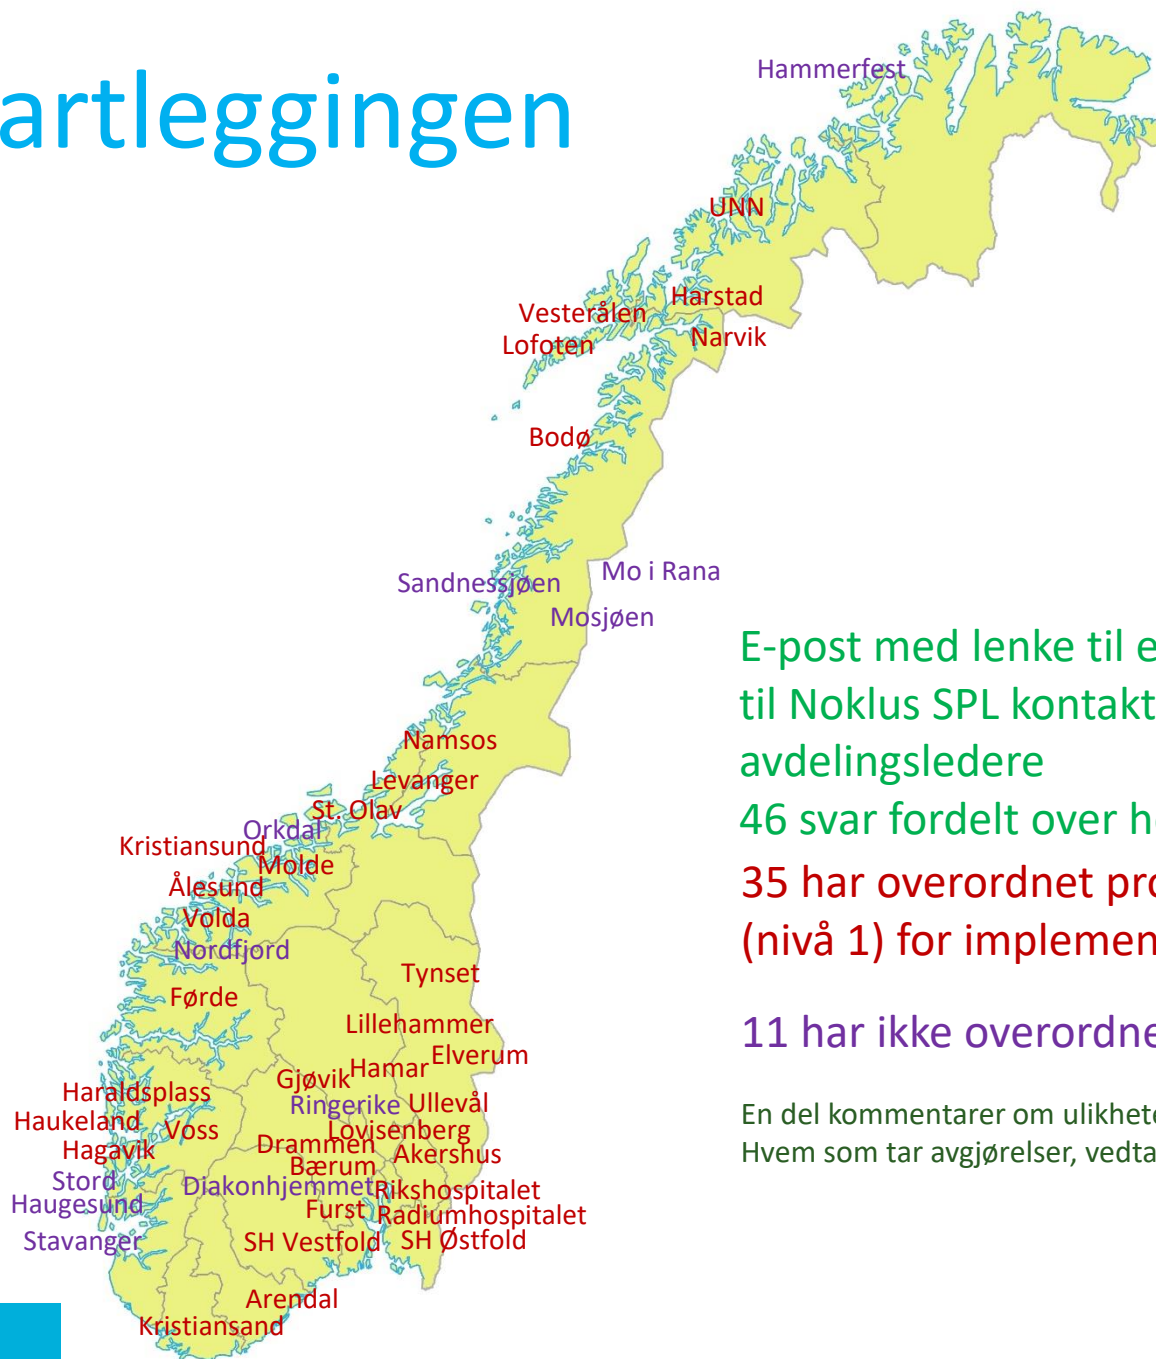 artleggingen
Hammerfest
UNN
Harstad
Vesterålen
Narvik
Lofoten
Bodø
Mo i Rana
Sandnessjøen
Mosjøen
E-post med lenke til e
til Noklus SPL kontakt
avdelingsledere
46 svar fordelt over h
35 har overordnet pro
(nivå 1) for implemen
11 har ikke overordne
En del kommentarer om ulikhete
Hvem som tar avgjørelser, vedta
Namsos
Levanger
St. Olav
Orkdal
Kristiansund
Molde
Ålesund
Volda
Nordfjord
Tynset
Førde
Lillehammer
Elverum
Hamar
Gjøvik
Haraldsplass
Ringerike
Ullevål
Haukeland
Voss
Lovisenberg
Drammen
Hagavik
Akershus
Bærum
Stord
Diakonhjemmet
Rikshospitalet
Haugesund
Furst
Radiumhospitalet
Stavanger
SH Vestfold
SH Østfold
Arendal
Kristiansand